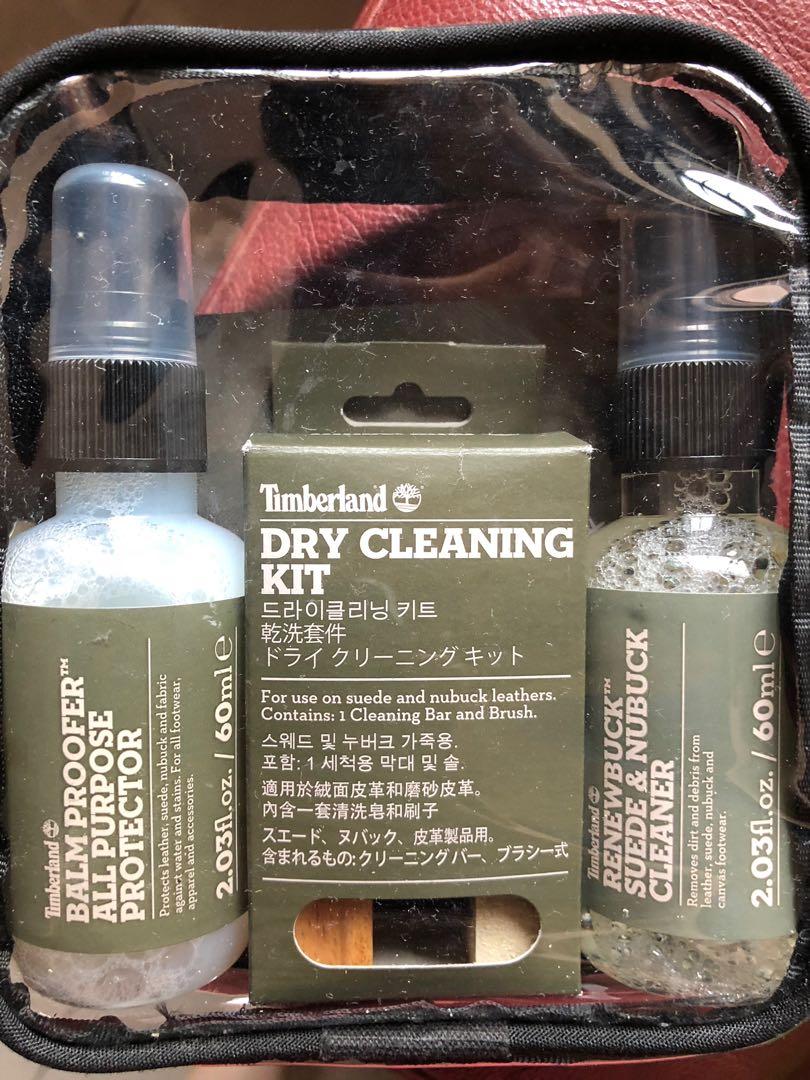 Timberland
BALM PROOFER™
ALL PURPOSE
PROTECTOR
Protects leather, suede, nubuck and fabric
against water and stains. For all footwear,
apparel and accessories.
2.03fl.oz. / 60ml e
Timberland
DRY CLEANING
KIT
드라이클리닝 키트
乾洗套件
ドライ クリーニング キット
For use on suede and nubuck leathers.
Contains: 1 Cleaning Bar and Brush.
스웨드 및 누버크 가죽용.
포함: 1 세척용 막대 및 솔.
適用於絨面皮革和磨砂皮革。
內含一套清洗皂和刷子
スエード、ヌバック、皮革製品用。
含まれるもの: クリーニングバー、ブラシ一式
Timberland
RENEWBUCK™
SUEDE & NUBUCK
CLEANER
Removes dirt and debris from
leather, suede, nubuck and
canvas footwear.
2.03fl.oz. / 60ml e